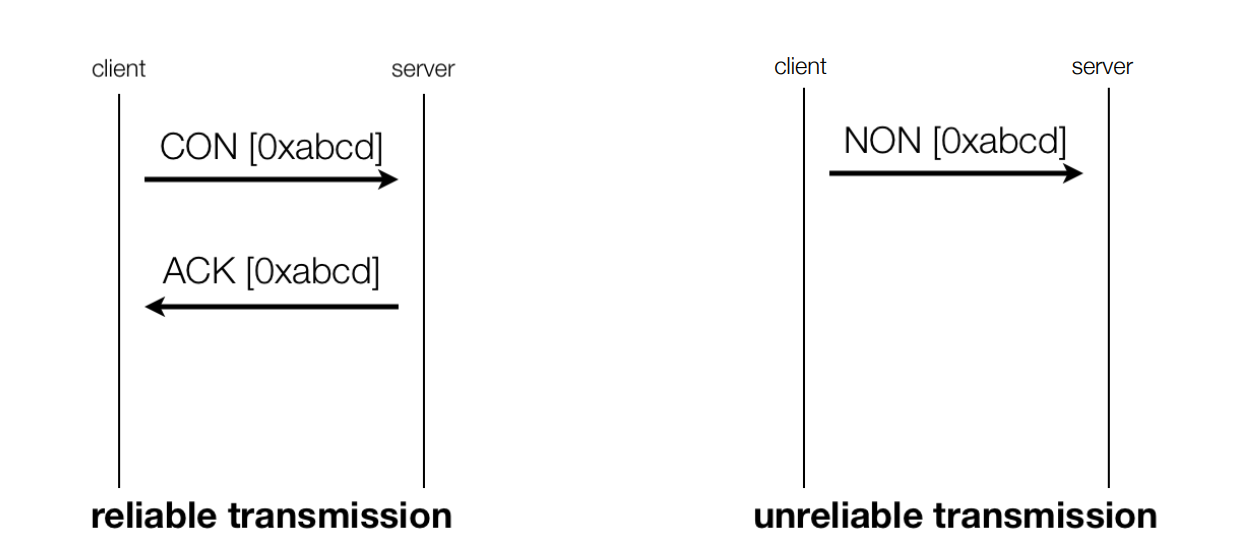 client server
CON [0xabcd]
ACK [0xabcd]
reliable transmission
client server
NON [0xabcd]
unreliable transmission